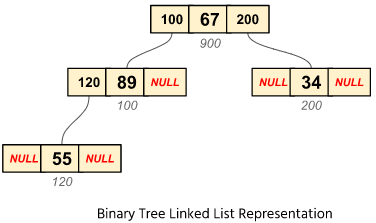 100 67 200
900
120 89 NULL
100
NULL 34 NULL
200
NULL 55 NULL
120
Binary Tree Linked List Representation